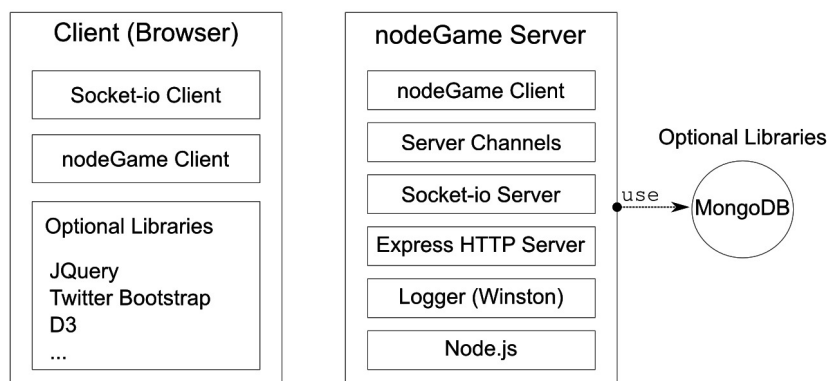 Client (Browser)
Socket-io Client
nodeGame Client
Optional Libraries
JQuery
Twitter Bootstrap
D3
...
nodeGame Server
nodeGame Client
Server Channels
Socket-io Server
Express HTTP Server
Logger (Winston)
Node.js
use
Optional Libraries
MongoDB